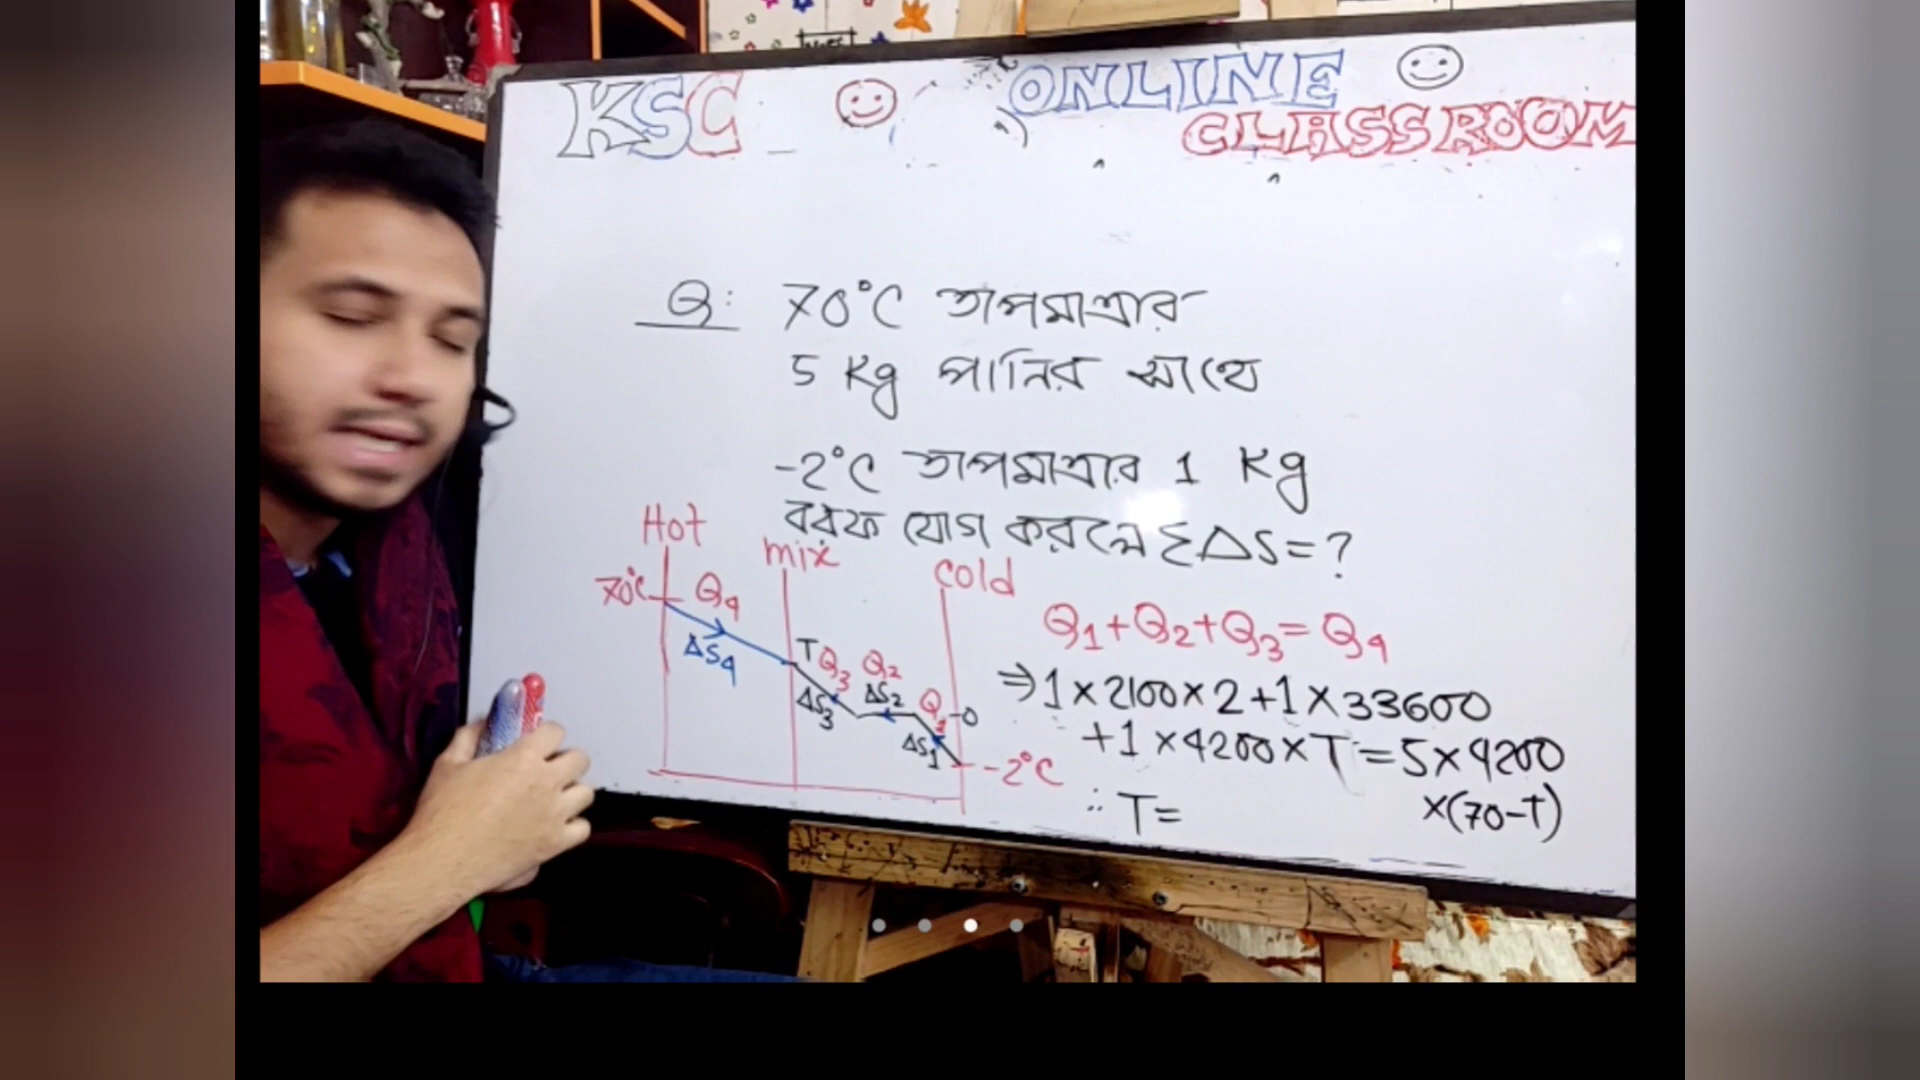 KSC ONLINE
CLASSROOM
Q: 70°C তাপমাত্রার
5 Kg পানির সাথে
-2°C তাপমাত্রার 1 Kg
বরফ যোগ করলে ΣΔS=?
Hot
mix
cold
70°C
Q4
ΔS4
T
Q3
Q2
ΔS3
ΔS2
Q1
ΔS1
0
-2°C
Q1+Q2+Q3=Q4
⇒1×2100×2+1×33600
+1×4200×T=5×4200
×(70-T)
∴T=